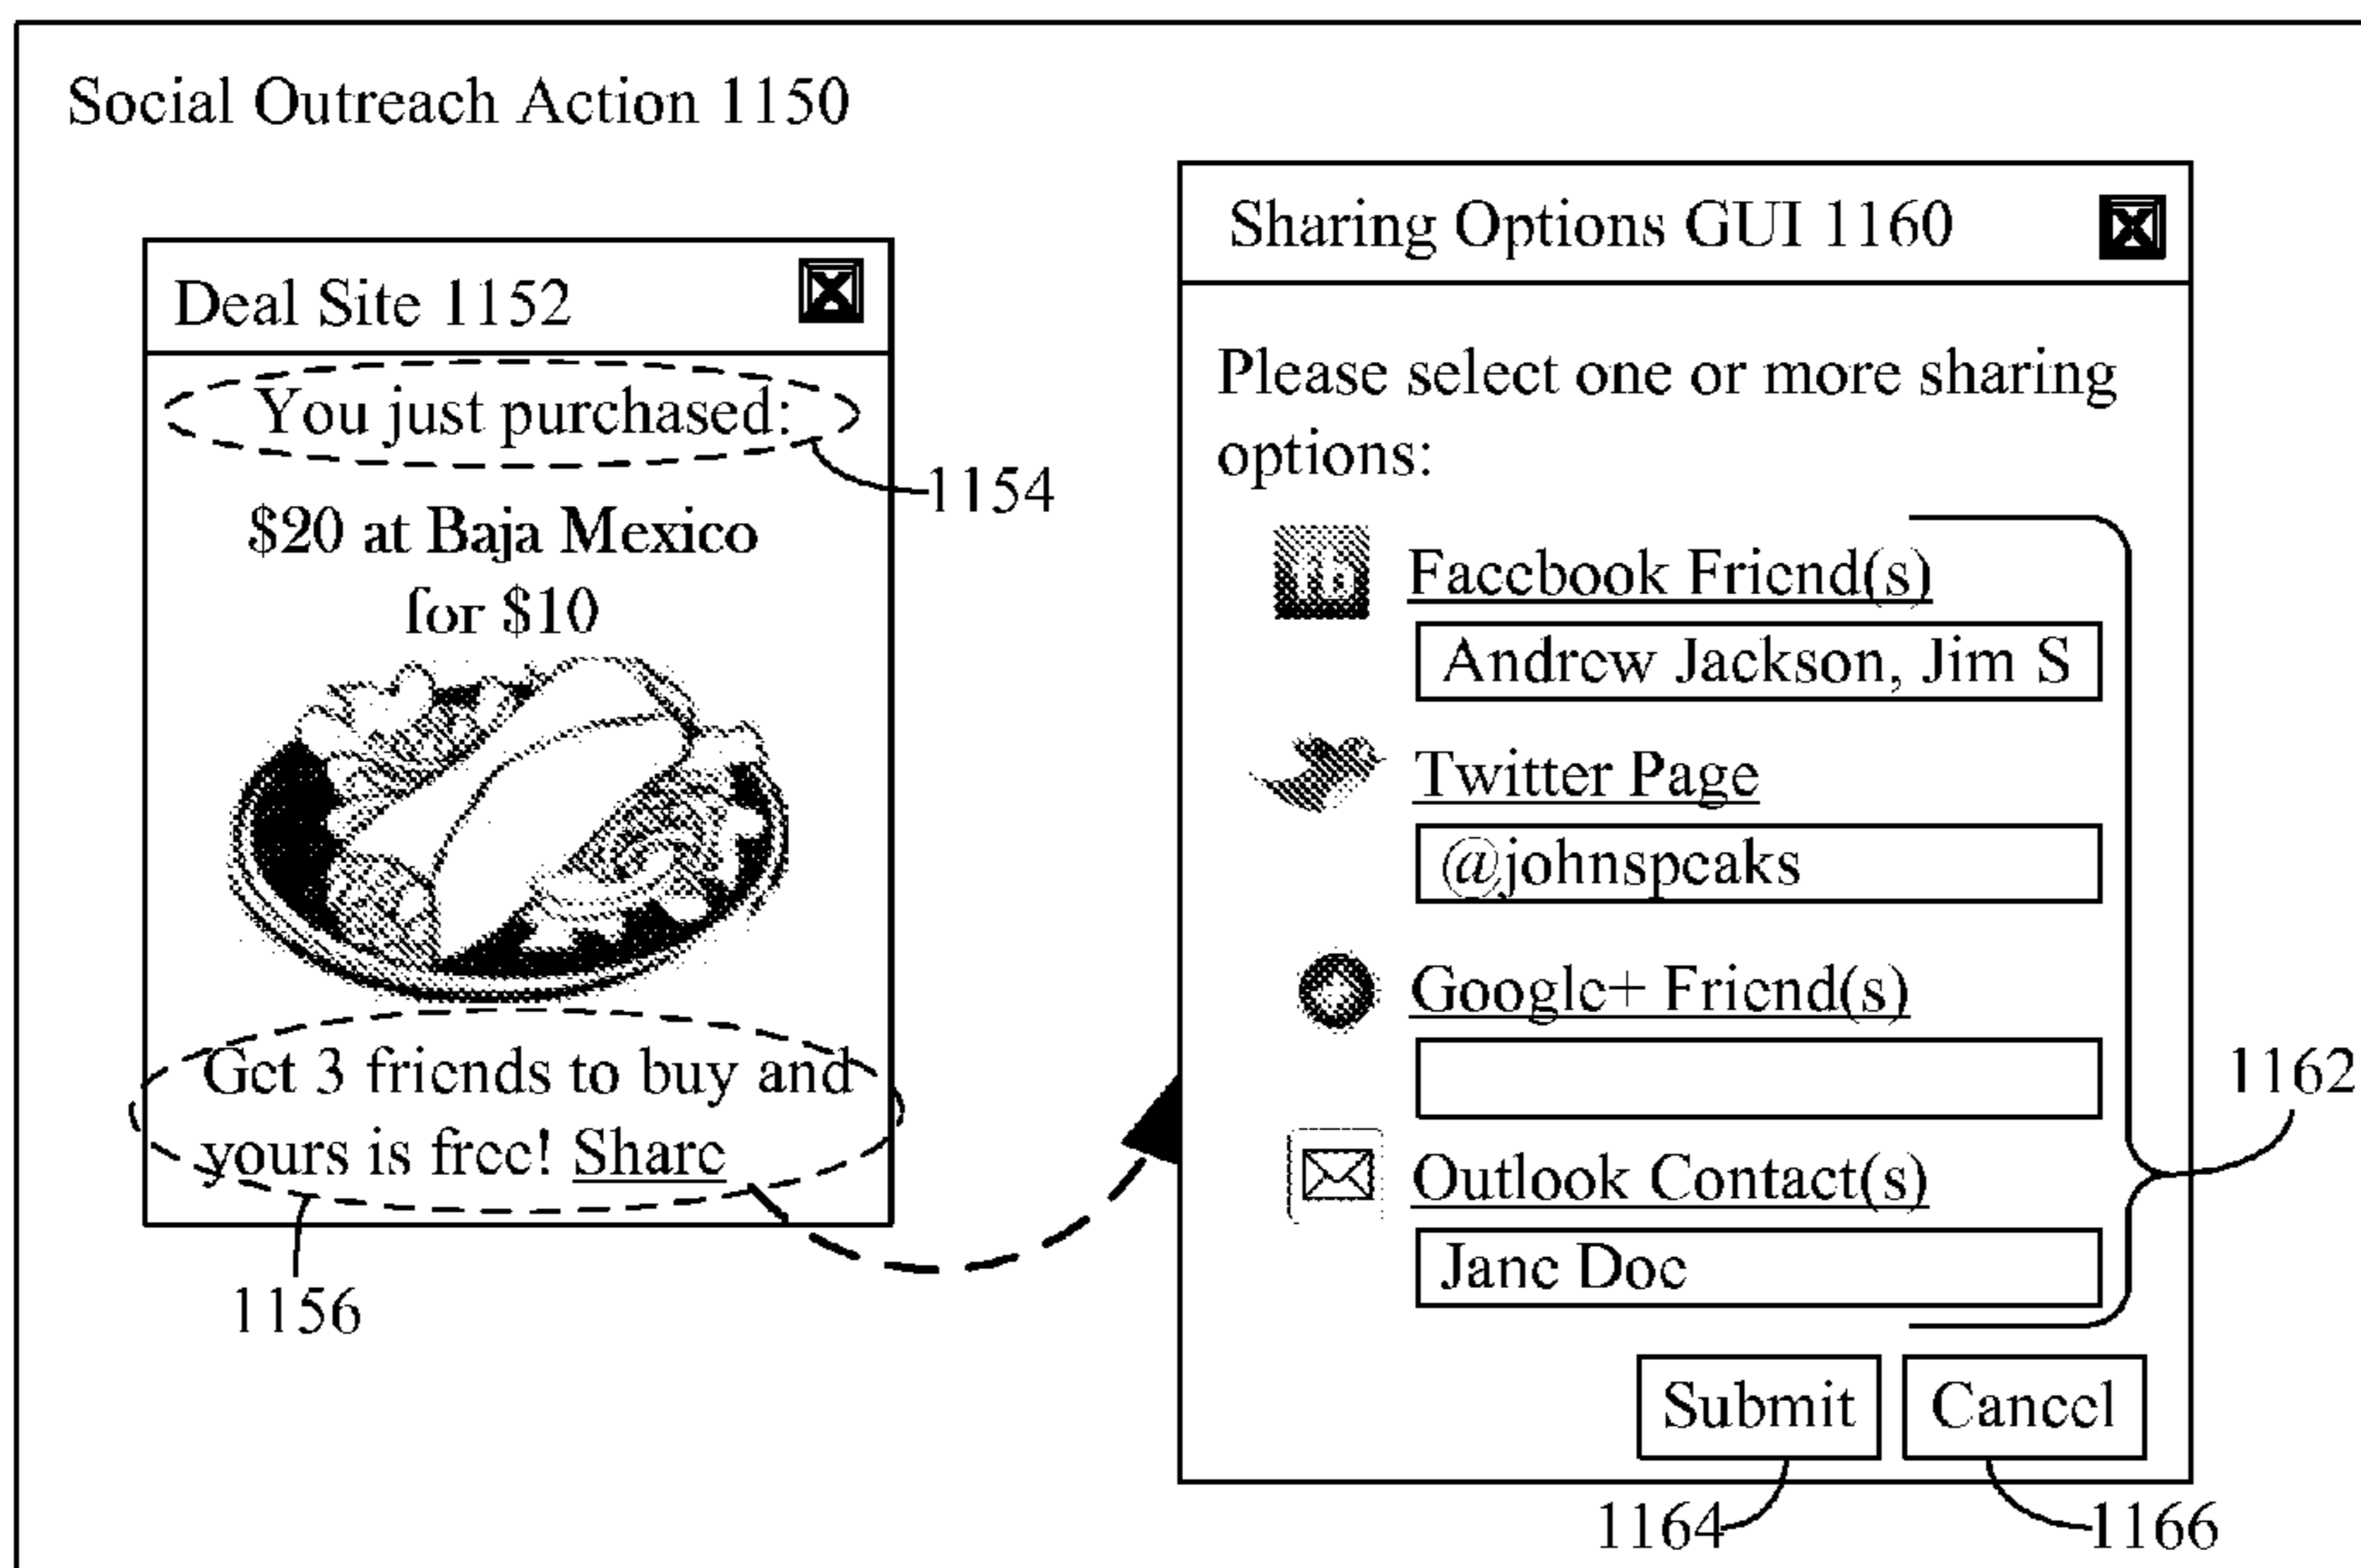 Social Outreach Action 1150
Deal Site 1152
You just purchased:
1154
$20 at Baja Mexico
for $10
Get 3 friends to buy and
yours is free! Share
1156
Sharing Options GUI 1160
Please select one or more sharing
options:
fb
Facebook Friend(s)
Andrew Jackson, Jim S
Twitter Page
@johnspeaks
Google+ Friend(s)
Outlook Contact(s)
Jane Doe
1162
Submit
Cancel
1164
1166